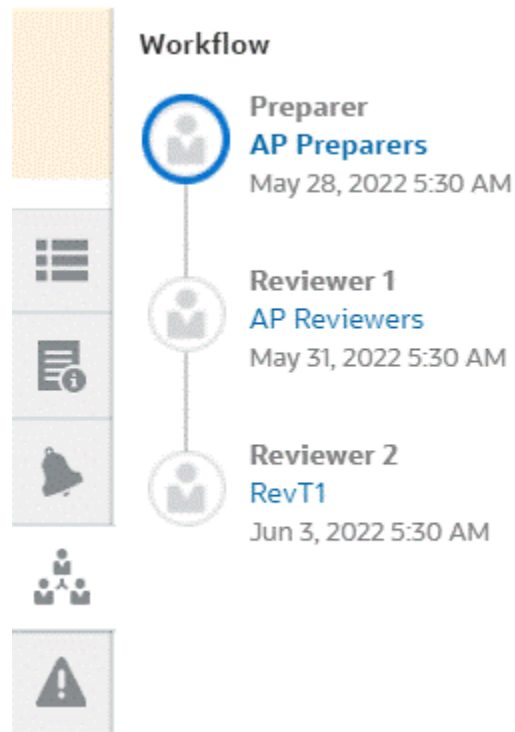 Workflow
Preparer
AP Preparers
May 28, 2022 5:30 AM
Reviewer 1
AP Reviewers
May 31, 2022 5:30 AM
Reviewer 2
RevT1
Jun 3, 2022 5:30 AM